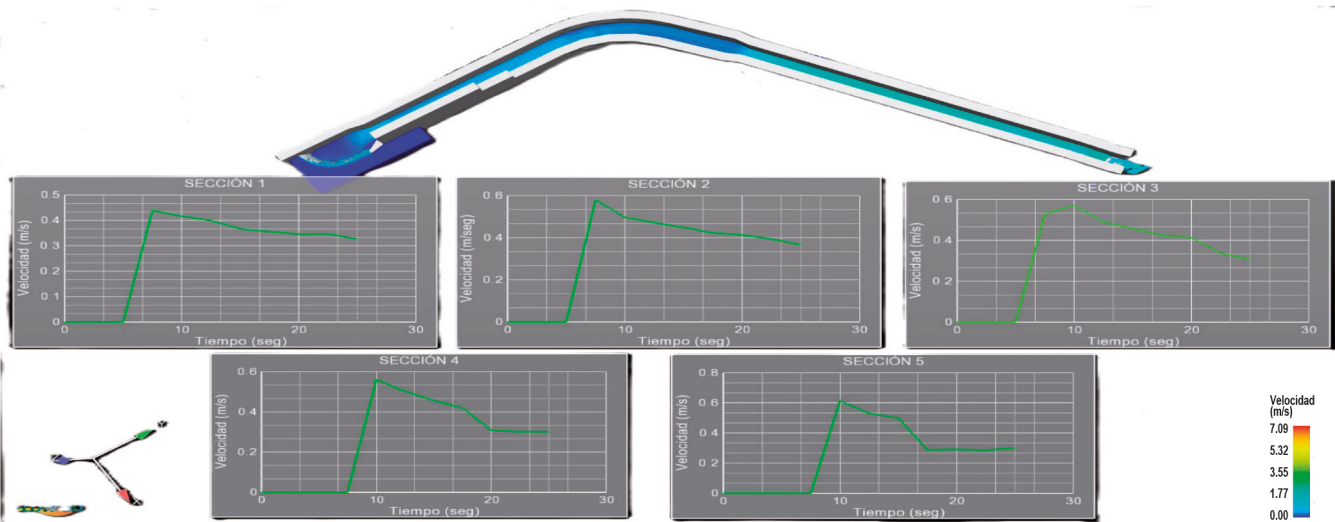 SECCIÓN 1
Velocidad (m/s)
0.5
0.4
0.3
0.2
0.1
0
0 10 20 30
Tiempo (seg)
SECCIÓN 2
Velocidad (m/seg)
0.6
0.4
0.2
0
0 10 20 30
Tiempo (seg)
SECCIÓN 3
Velocidad (m/s)
0.6
0.4
0.2
0
0 10 20 30
Tiempo (seg)
SECCIÓN 4
Velocidad (m/s)
0.6
0.4
0.2
0
0 10 20 30
Tiempo (seg)
SECCIÓN 5
Velocidad (m/s)
0.8
0.6
0.4
0.2
0
0 10 20 30
Tiempo (seg)
Velocidad
(m/s)
7.09
5.32
3.55
1.77
0.00